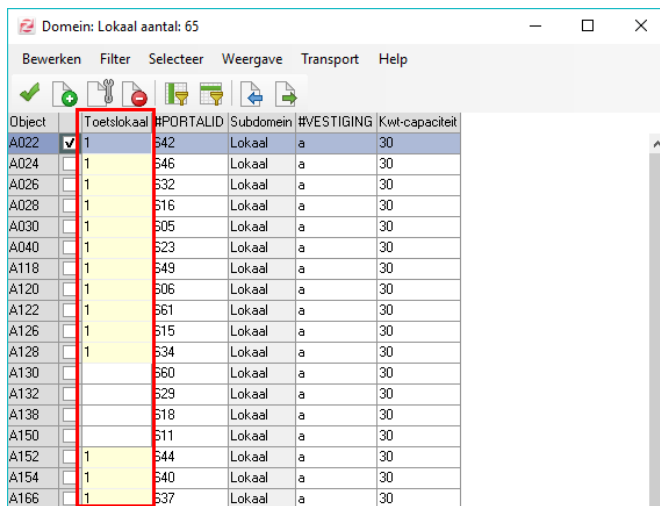 Domein: Lokaal aantal: 65
Bewerken Filter Selecteer Weergave Transport Help
Object Toetslokaal #PORTALID Subdomein #VESTIGING Kwt-capaciteit
A022 1 642 Lokaal a 30
A024 1 646 Lokaal a 30
A026 1 632 Lokaal a 30
A028 1 616 Lokaal a 30
A030 1 605 Lokaal a 30
A040 1 623 Lokaal a 30
A118 1 649 Lokaal a 30
A120 1 606 Lokaal a 30
A122 1 661 Lokaal a 30
A126 1 615 Lokaal a 30
A128 1 634 Lokaal a 30
A130 660 Lokaal a 30
A132 629 Lokaal a 30
A138 618 Lokaal a 30
A150 611 Lokaal a 30
A152 1 644 Lokaal a 30
A154 1 640 Lokaal a 30
A166 1 637 Lokaal a 30